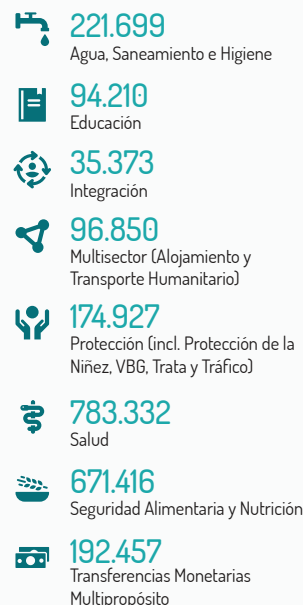 221.699
Agua, Saneamiento e Higiene
94.210
Educación
35.373
Integración
96.850
Multisector (Alojamiento y
Transporte Humanitario)
174.927
Protección (incl. Protección de la
Niñez, VBG, Trata y Tráfico)
783.332
Salud
671.416
Seguridad Alimentaria y Nutrición
192.457
Transferencias Monetarias
Multipropósito